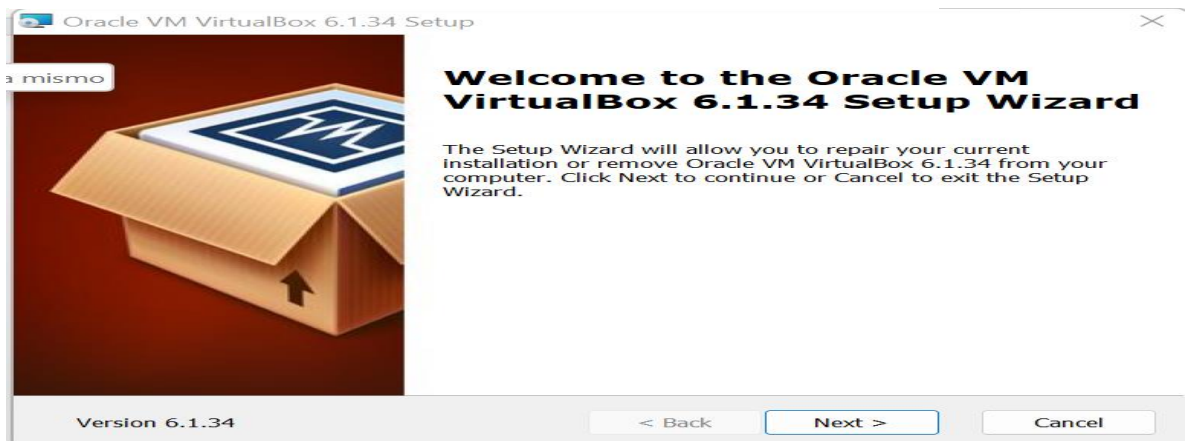 Oracle VM VirtualBox 6.1.34 Setup
a mismo
Welcome to the Oracle VM
VirtualBox 6.1.34 Setup Wizard
The Setup Wizard will allow you to repair your current
installation or remove Oracle VM VirtualBox 6.1.34 from your
computer. Click Next to continue or Cancel to exit the Setup
Wizard.
Version 6.1.34
< Back
Next >
Cancel